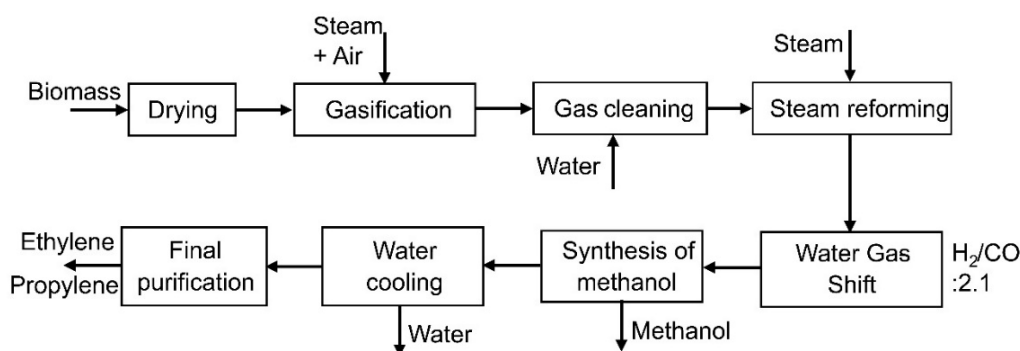 Steam
+ Air
Steam
Biomass
Drying
Gasification
Gas cleaning
Steam reforming
Water
Ethylene
Propylene
Final
purification
Water
cooling
Synthesis of
methanol
Water Gas
Shift
H₂/CO
:2.1
Water
Methanol